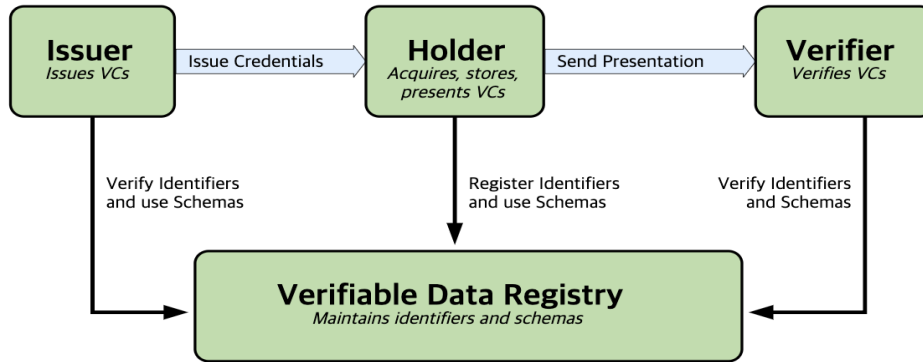 Issuer
Issues VCs
Issue Credentials
Holder
Acquires, stores,
presents VCs
Send Presentation
Verifier
Verifies VCs
Verify Identifiers
and use Schemas
Register Identifiers
and use Schemas
Verify Identifiers
and Schemas
Verifiable Data Registry
Maintains identifiers and schemas